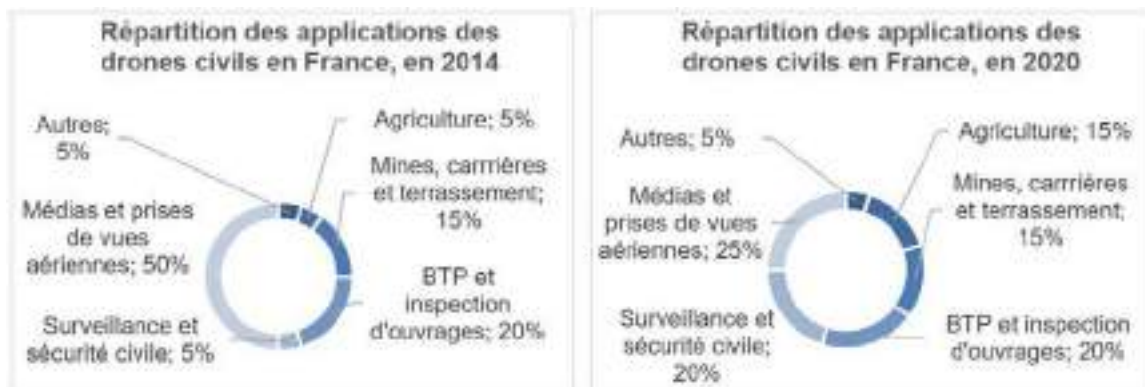 Répartition des applications des
drones civils en France, en 2014
Autres;
5%
Agriculture; 5%
Mines, carrrières
et terrassement;
15%
Médias et prises
de vues
aériennes; 50%
BTP et
inspection
d'ouvrages; 20%
Surveillance et
sécurité civile; 5%
Répartition des applications des
drones civils en France, en 2020
Autres; 5%
Agriculture; 15%
Médias et
prises de vues
aériennes; 25%
Mines, carrrières
et terrassement;
15%
Surveillance et
sécurité civile;
20%
BTP et inspection
d'ouvrages; 20%